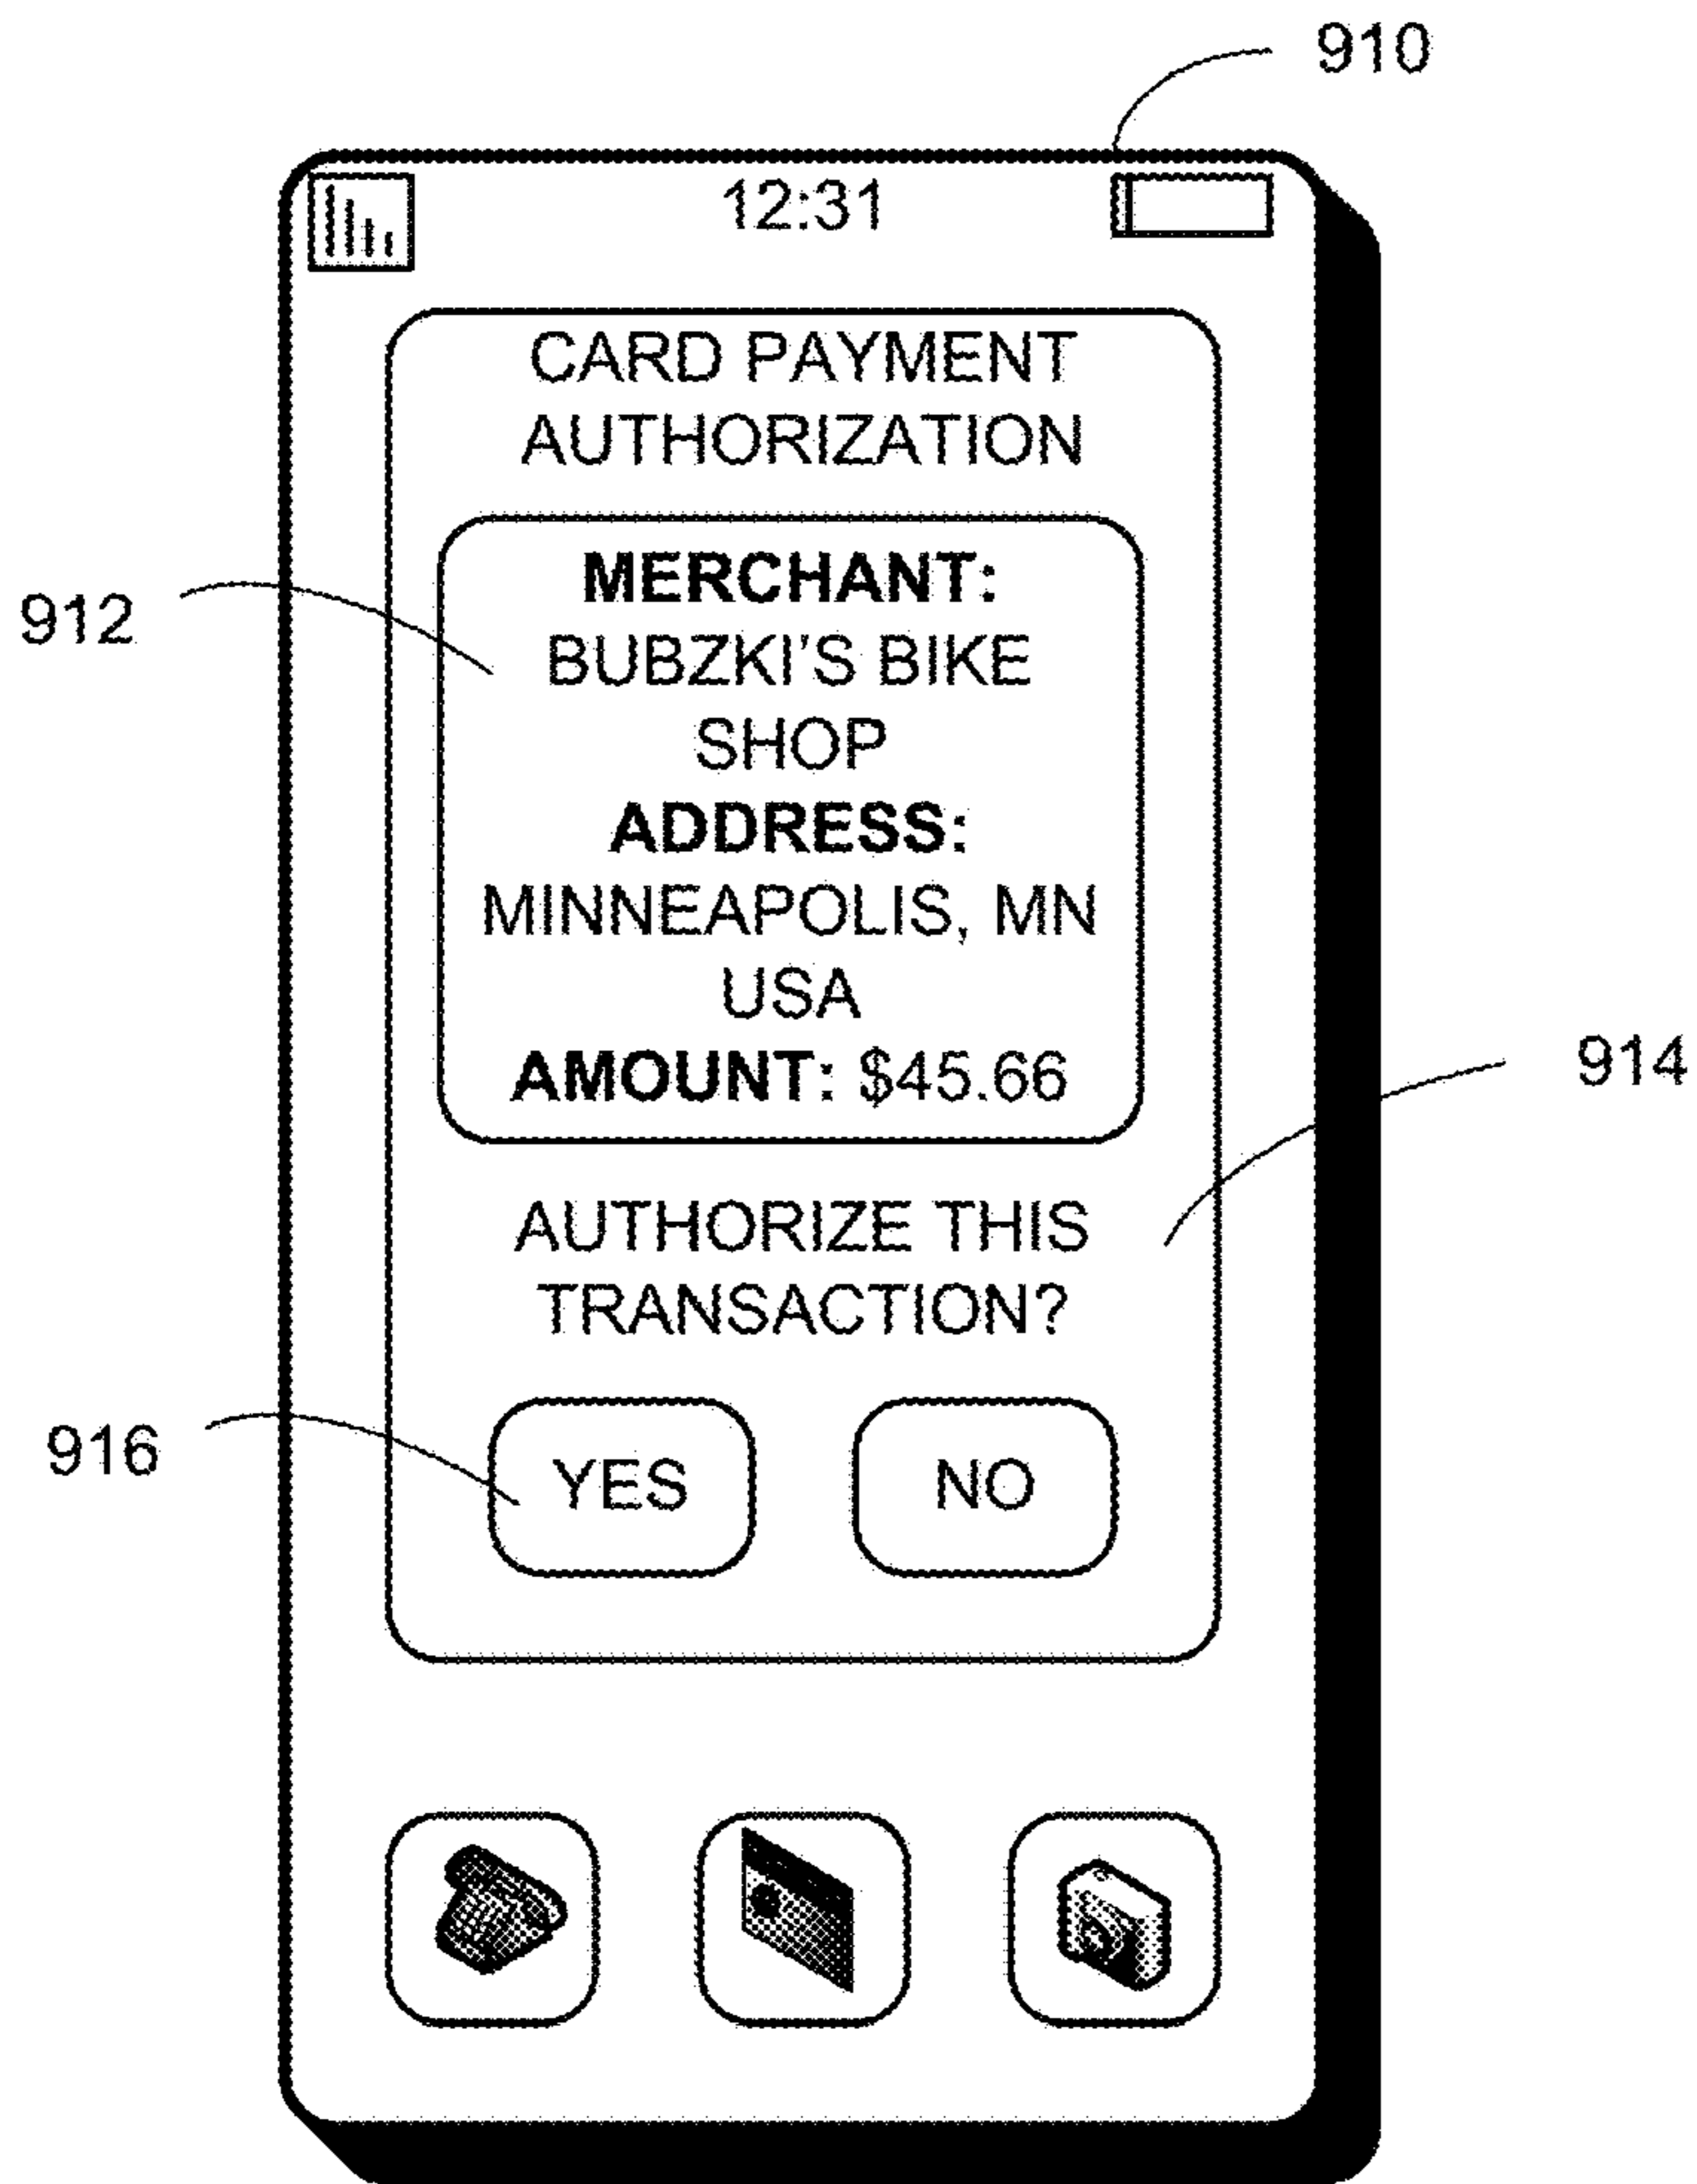 910
12:31
CARD PAYMENT
AUTHORIZATION
MERCHANT:
912
BUBZKI'S BIKE
SHOP
ADDRESS:
MINNEAPOLIS, MN
USA
AMOUNT: $45.66
914
AUTHORIZE THIS
TRANSACTION?
916
YES NO